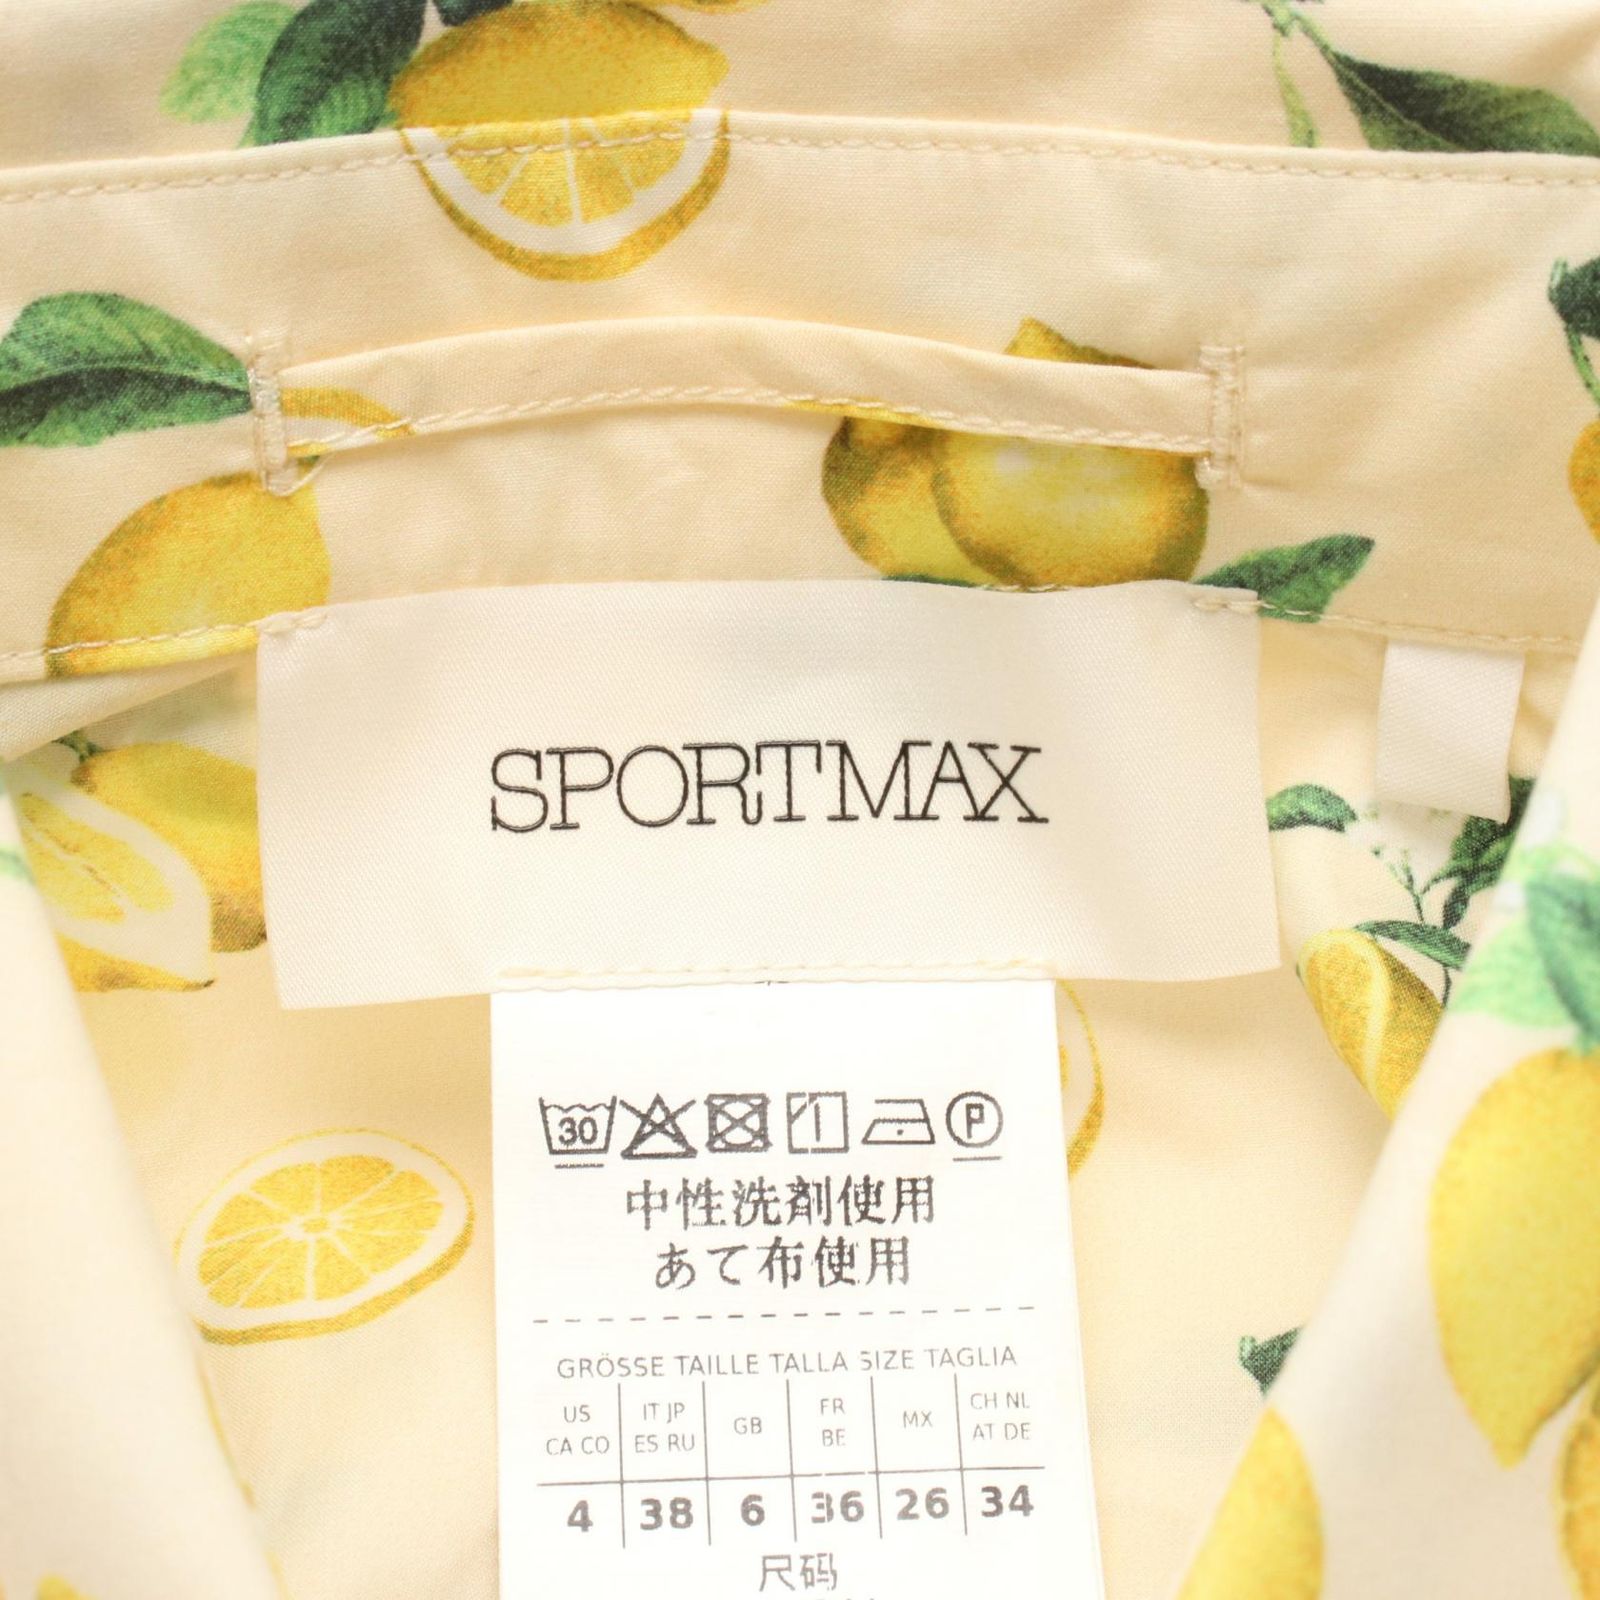 SPORTMAX
30 P
中性洗剤使用
あて布使用
GRÖSSE TAILLE TALLA SIZE TAGLIA
US IT JP GB FR MX CH NL
CA CO ES RU BE AT DE
4 38 6 36 26 34
尺码